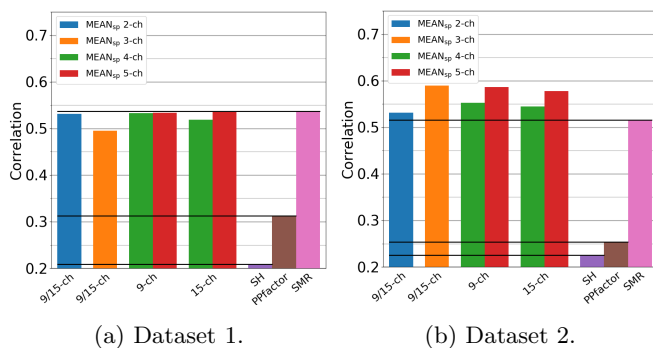 0.7
0.6
0.5
0.4
0.3
0.2
Correlation
MEANsp 2-ch
MEANsp 3-ch
MEANsp 4-ch
MEANsp 5-ch
9/15-ch
9/15-ch
9-ch
15-ch
SH
PPfactor
SMR
(a) Dataset 1.
0.7
0.6
0.5
0.4
0.3
0.2
Correlation
MEANsp 2-ch
MEANsp 3-ch
MEANsp 4-ch
MEANsp 5-ch
9/15-ch
9/15-ch
9-ch
15-ch
SH
PPfactor
SMR
(b) Dataset 2.